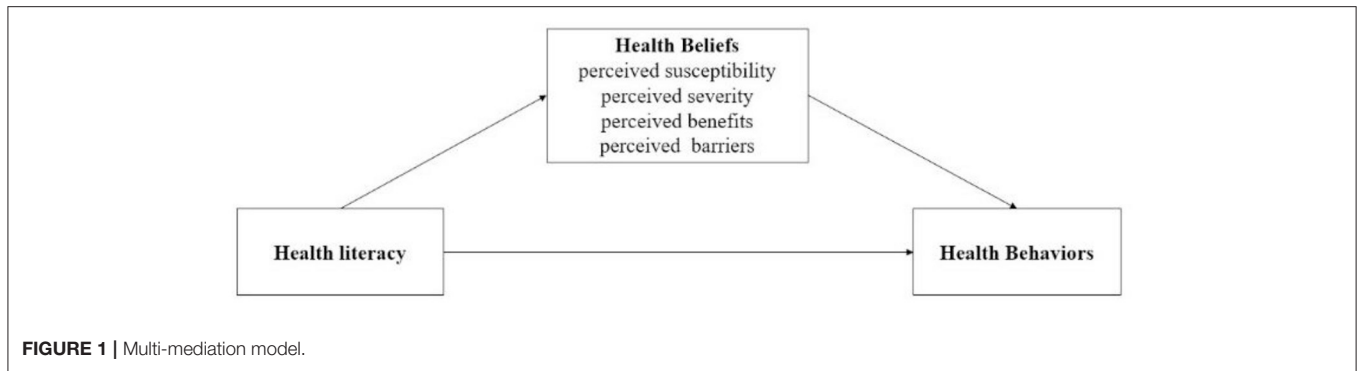 Health Beliefs
perceived susceptibility
perceived severity
perceived benefits
perceived barriers
Health literacy
Health Behaviors
FIGURE 1 | Multi-mediation model.